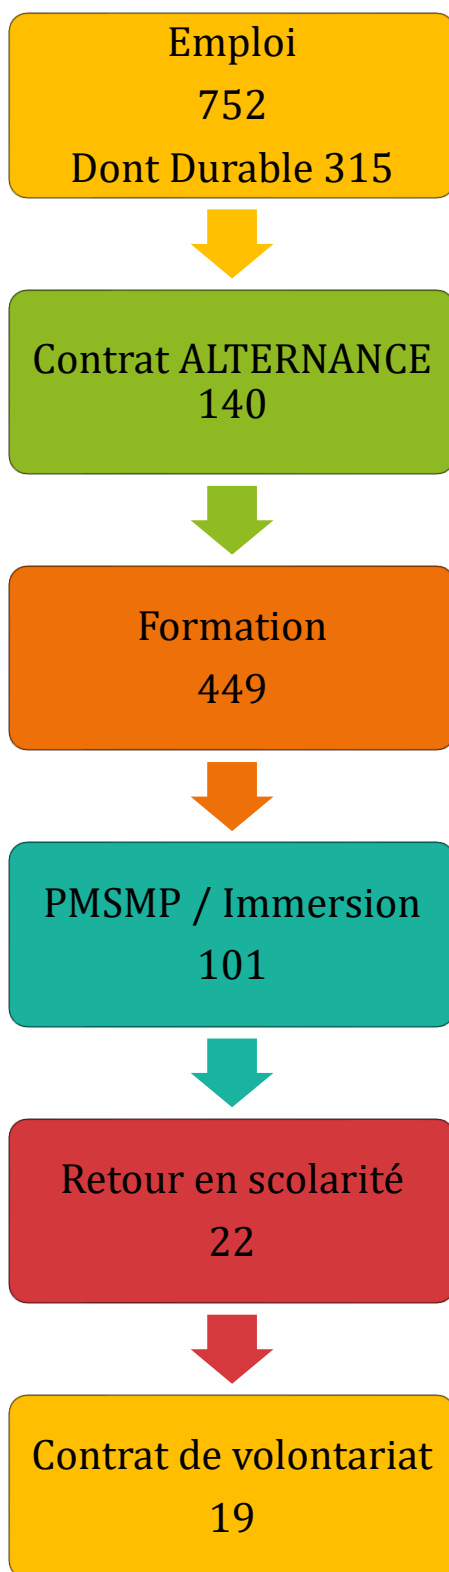 Emploi
752
Dont Durable 315
Contrat ALTERNANCE
140
Formation
449
PMSMP / Immersion
101
Retour en scolarité
22
Contrat de volontariat
19